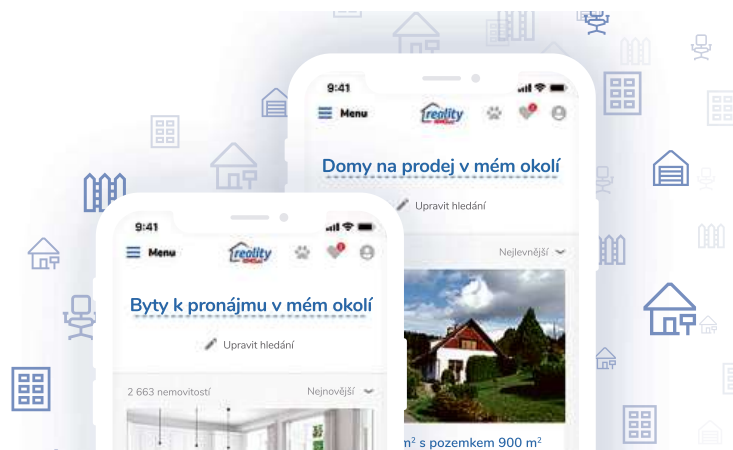 9:41
Menu
reality
Domy na prodej v mém okolí
Upravit hledání
Nejlevnější
m² s pozemkem 900 m²
9:41
Menu
reality
Byty k pronájmu v mém okolí
Upravit hledání
2 663 nemovitostí
Nejnovější